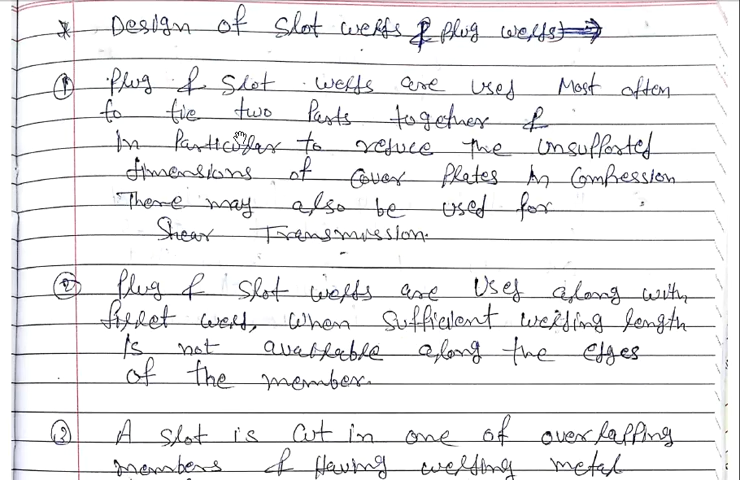 * Design of Slot welds & plug welds ⇒
① Plug & Slot welds are used Most often
to tie two Parts together &
In Particular to reduce the unsupported
dimensions of cover Plates in Compression
There may also be used for
Shear Transmission.
② Plug & Slot welds are Used along with
fillet weld, when sufficient welding length
is not available along the edges
of the member.
③ A slot is cut in one of overlapping
members & Having welding metal